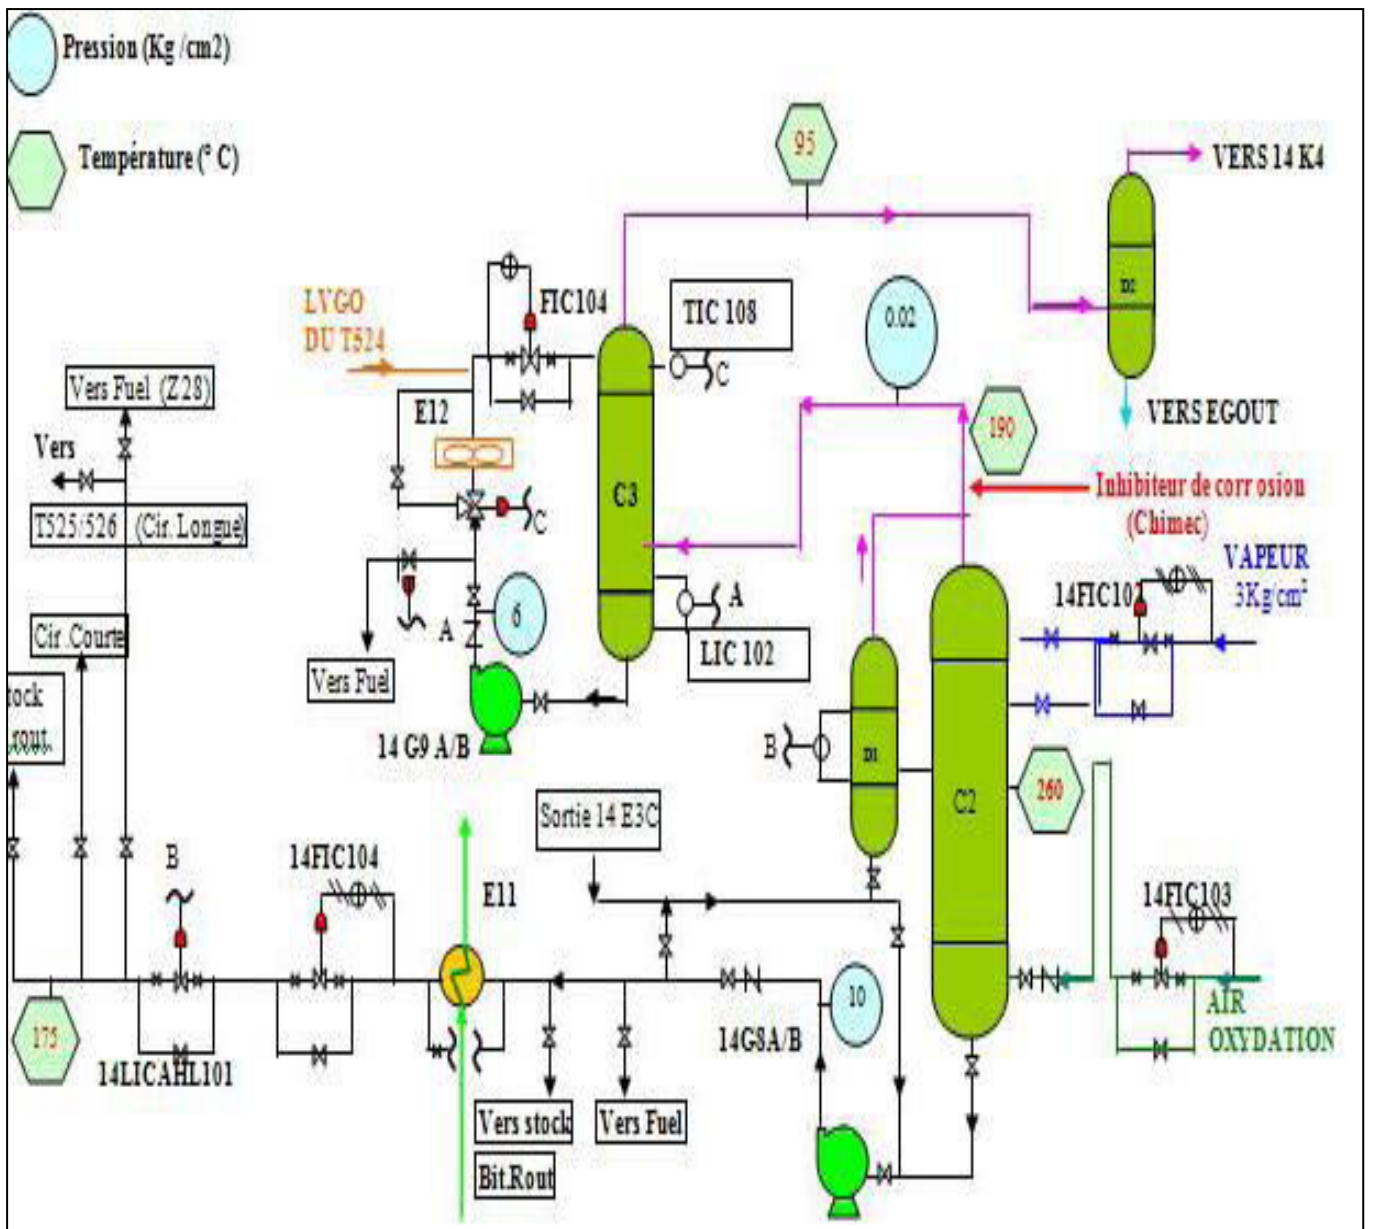 Pression (Kg /cm2)
Température (° C)
95
VERS 14 K4
D2
VERS EGOUT
LVGO
DU T524
FIC104
TIC 108
C
0.02
190
Inhibiteur de corr osion
(Chimec)
VAPEUR
3Kg/cm²
14FIC102
Vers Fuel (Z28)
Vers
T525/526 (Cir. Longue)
E12
C
C3
6
A
A
LIC 102
Cir .Courte
Vers Fuel
tock
rout.
14 G9 A/B
B
D1
C2
260
Sortie 14 E3C
B
14FIC104
E11
14FIC103
AIR
OXYDATION
175
14LICAHL101
10
14G8A/B
Vers stock
Bit.Rout
Vers Fuel